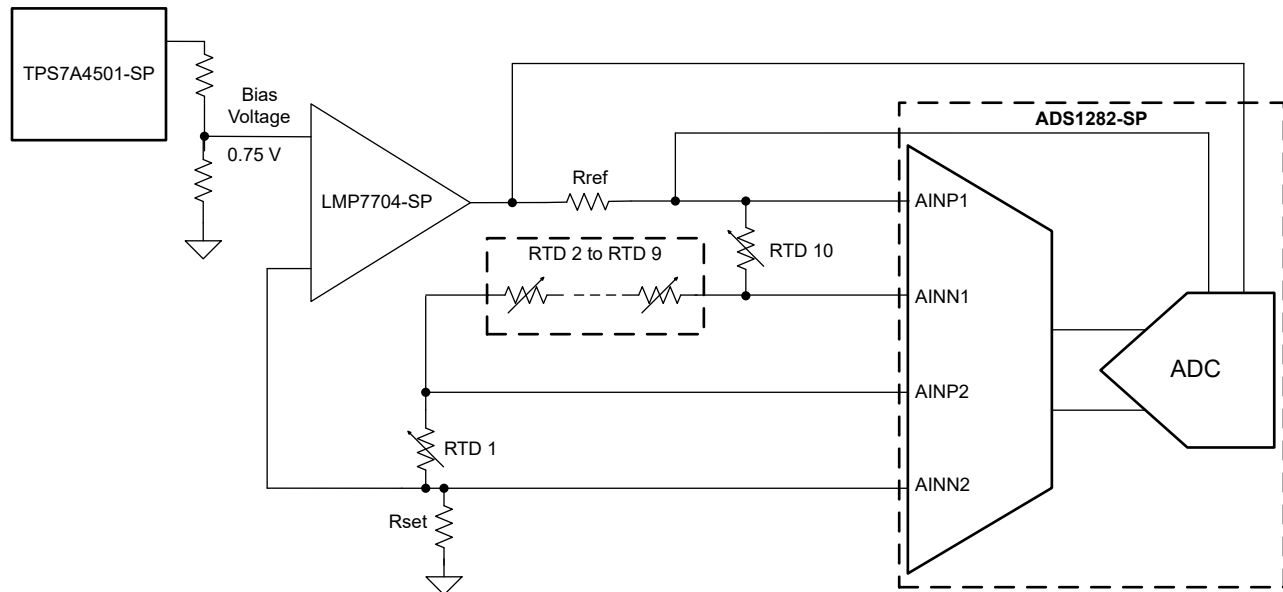 TPS7A4501-SP
Bias
Voltage
0.75 V
LMP7704-SP
Rref
ADS1282-SP
AINP1
RTD 10
RTD 2 to RTD 9
AINN1
ADC
AINP2
RTD 1
AINN2
Rset